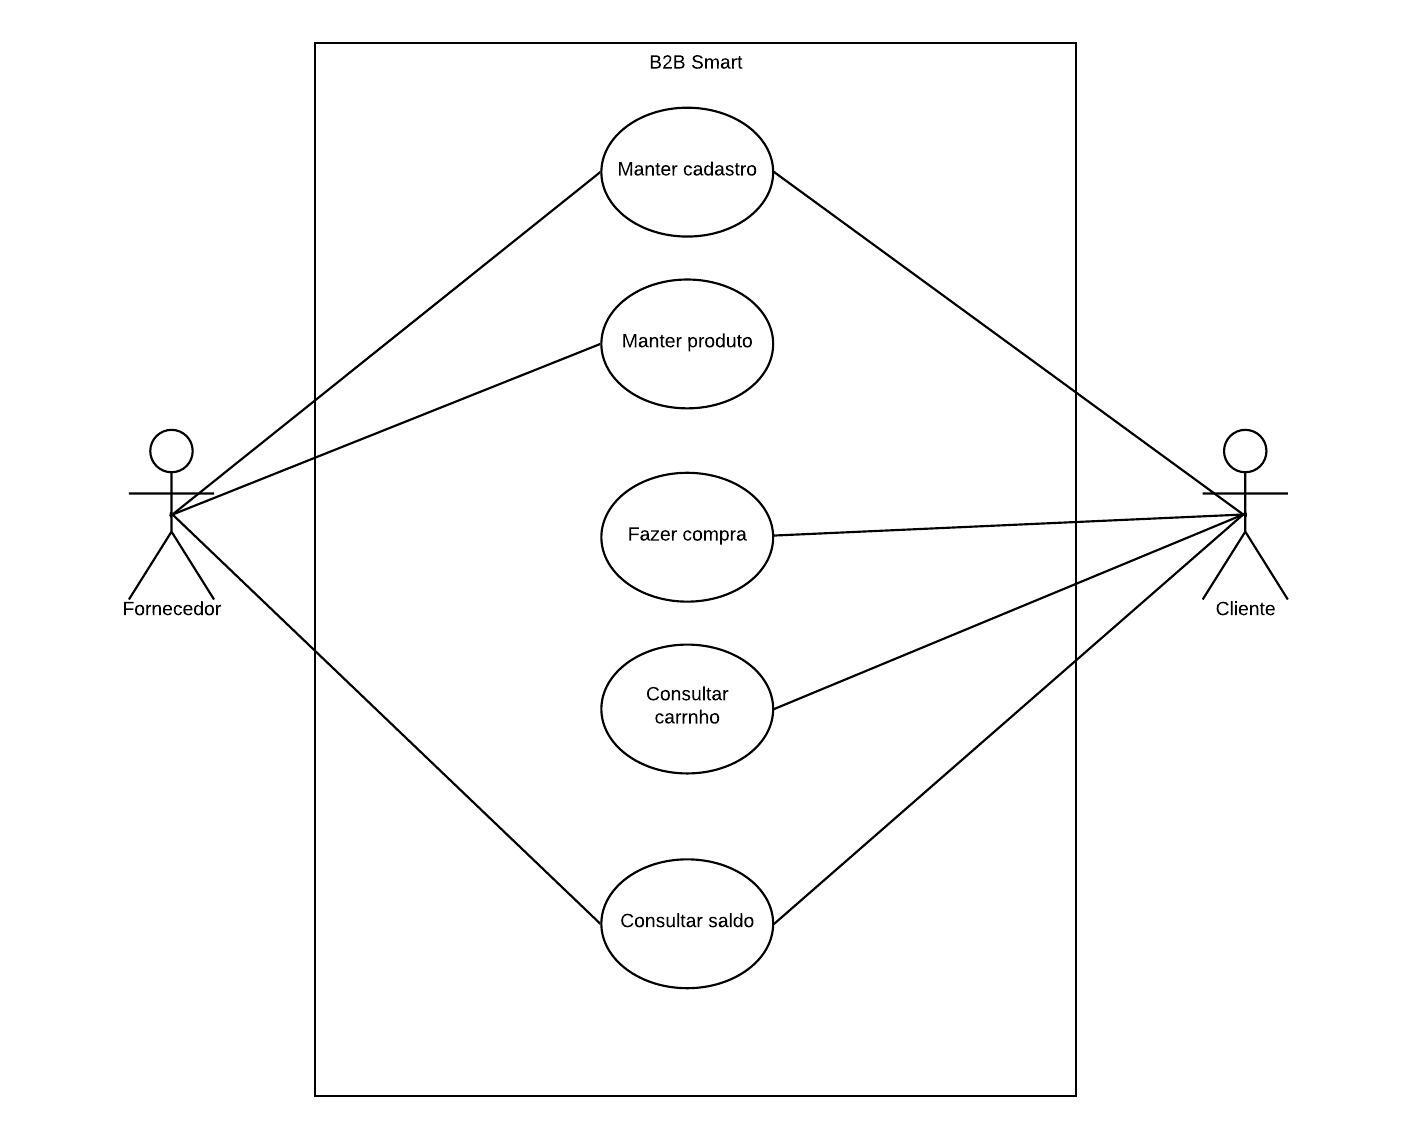 B2B Smart
Manter cadastro
Manter produto
Fazer compra
Fornecedor
Cliente
Consultar
carrnho
Consultar saldo